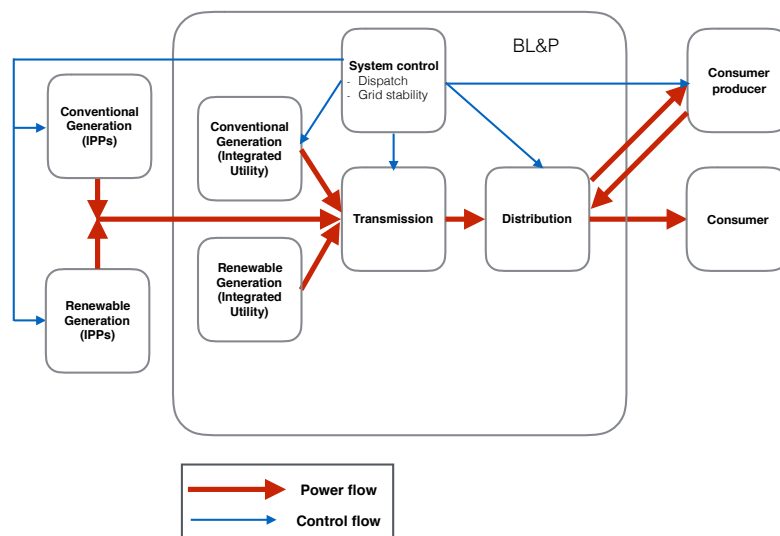 BL&P
System control
- Dispatch
- Grid stability
Consumer
producer
Conventional
Generation
(IPPs)
Conventional
Generation
(Integrated
Utility)
Transmission
Distribution
Consumer
Renewable
Generation
(Integrated
Utility)
Renewable
Generation
(IPPs)
Power flow
Control flow